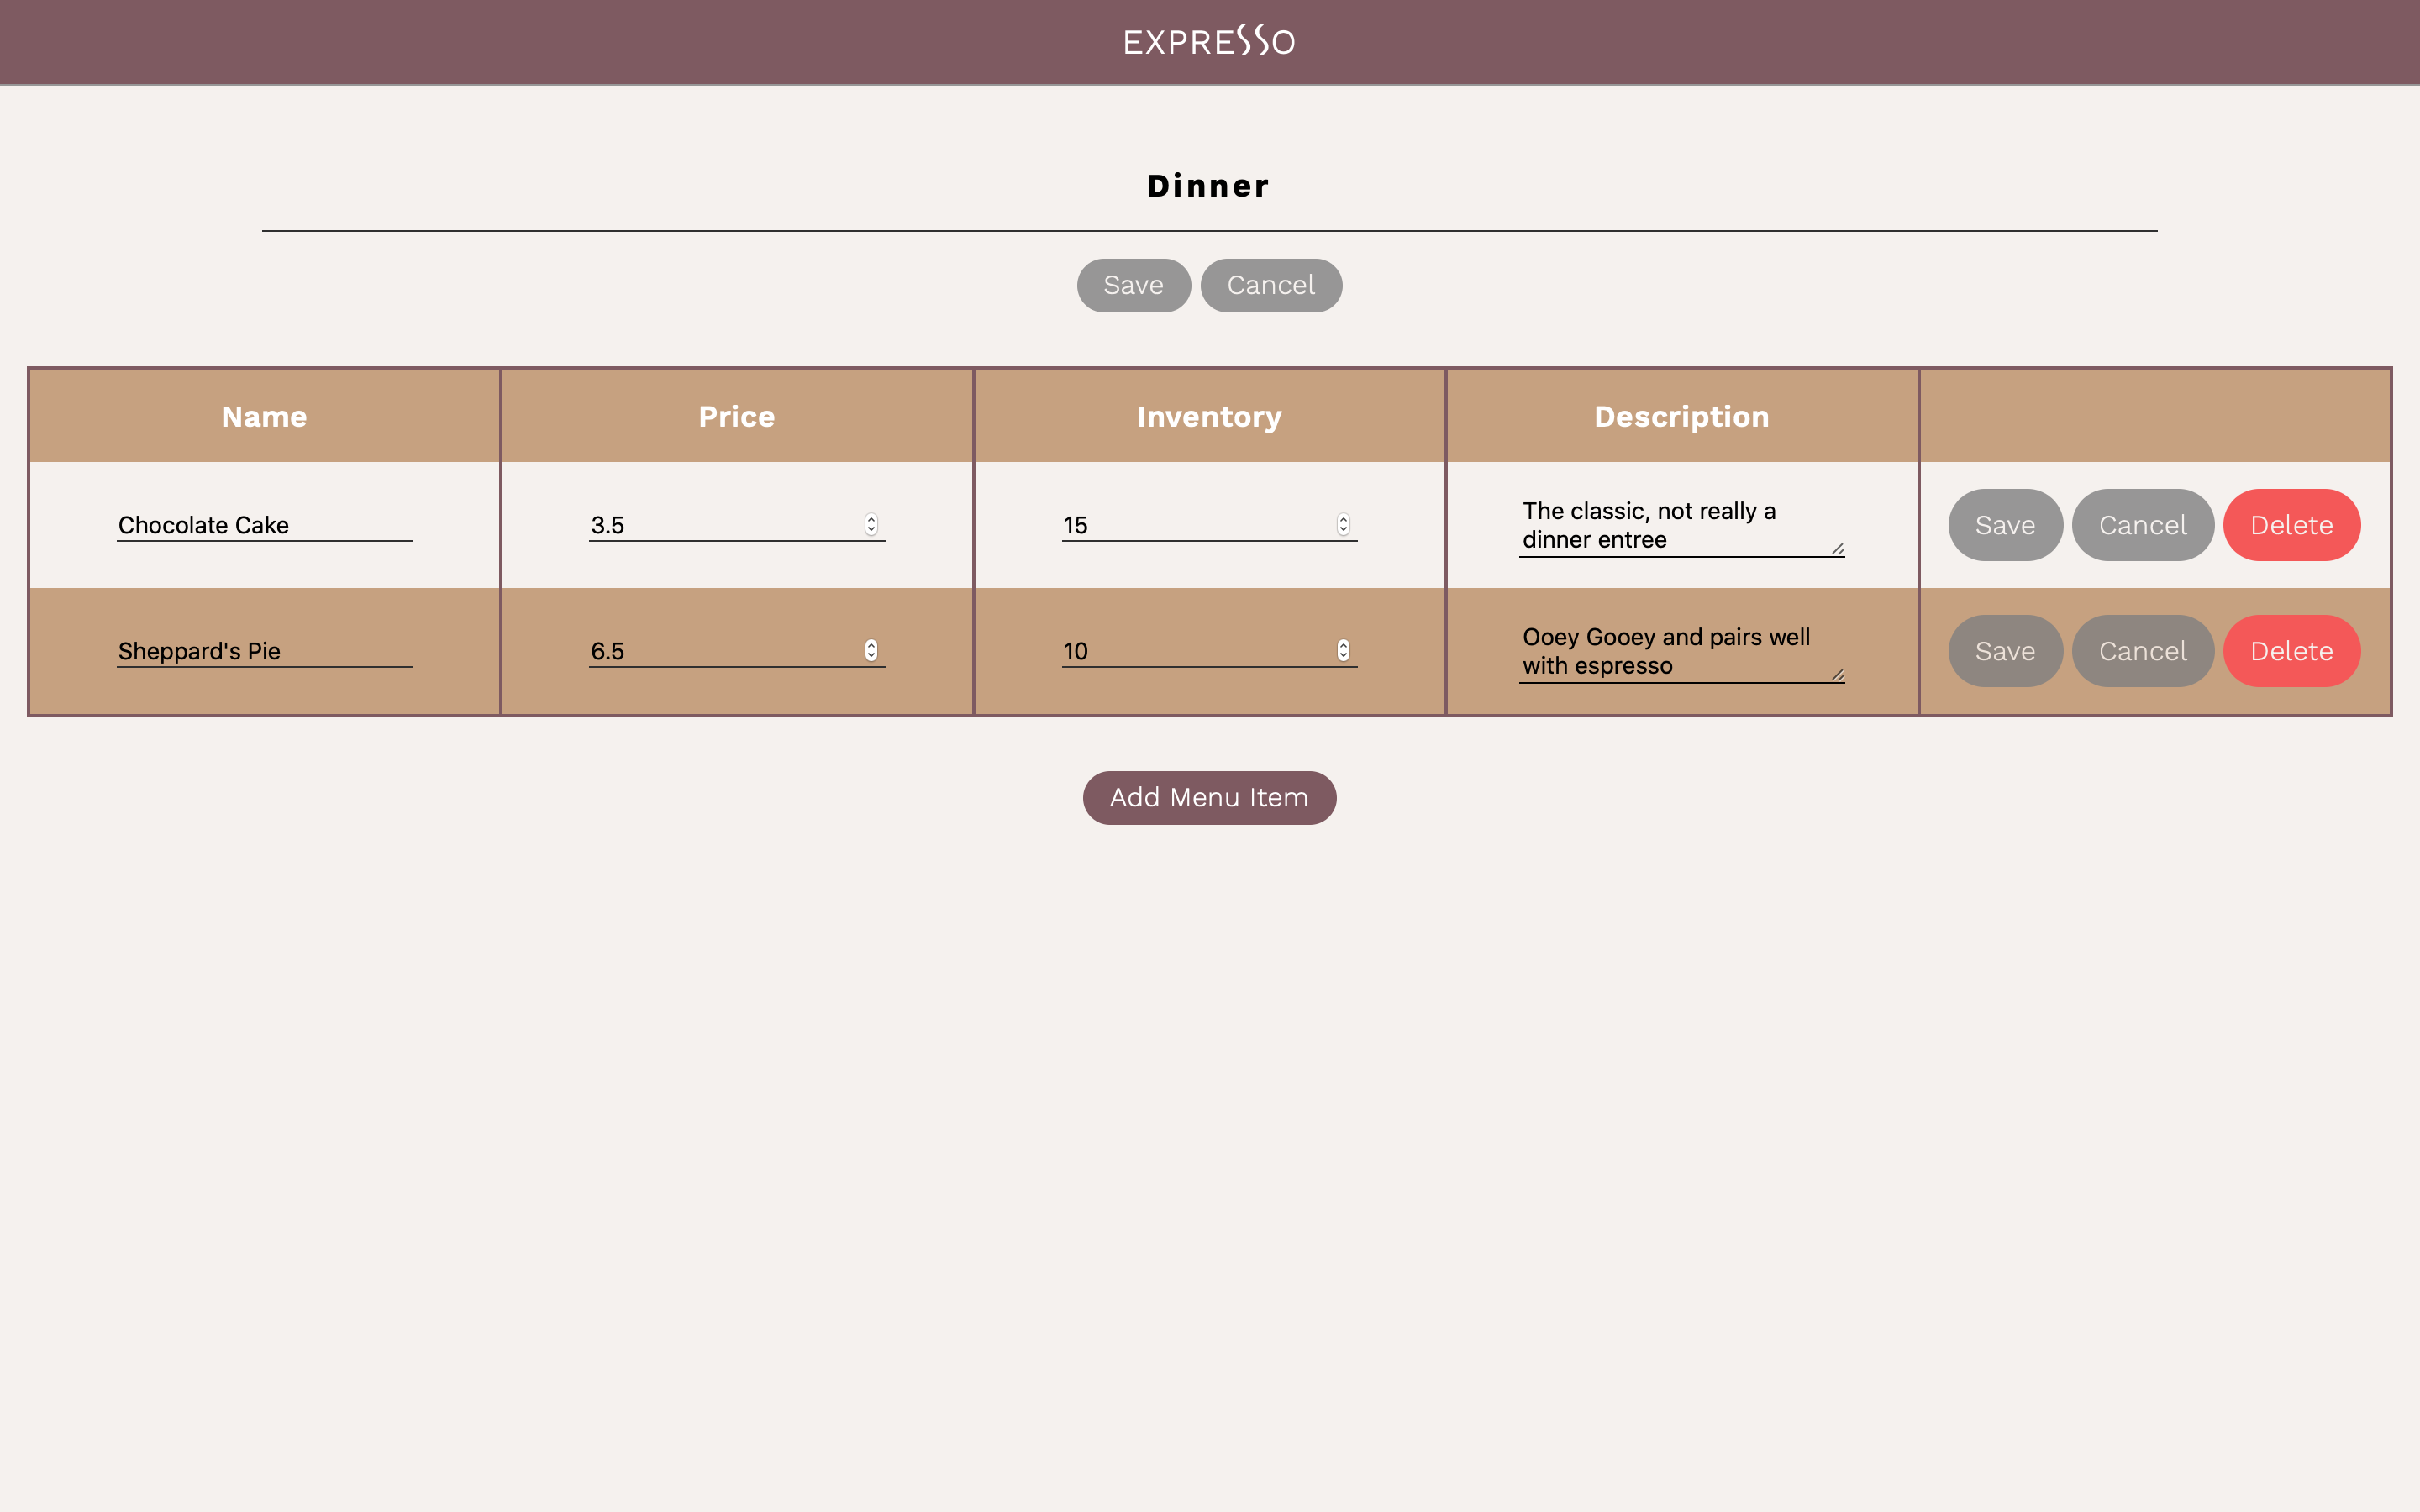 EXPRESSO
Dinner
Save Cancel
Name Price Inventory Description
Chocolate Cake 3.5 15 The classic, not really a
dinner entree Save Cancel Delete
Sheppard's Pie 6.5 10 Ooey Gooey and pairs well
with espresso Save Cancel Delete
Add Menu Item